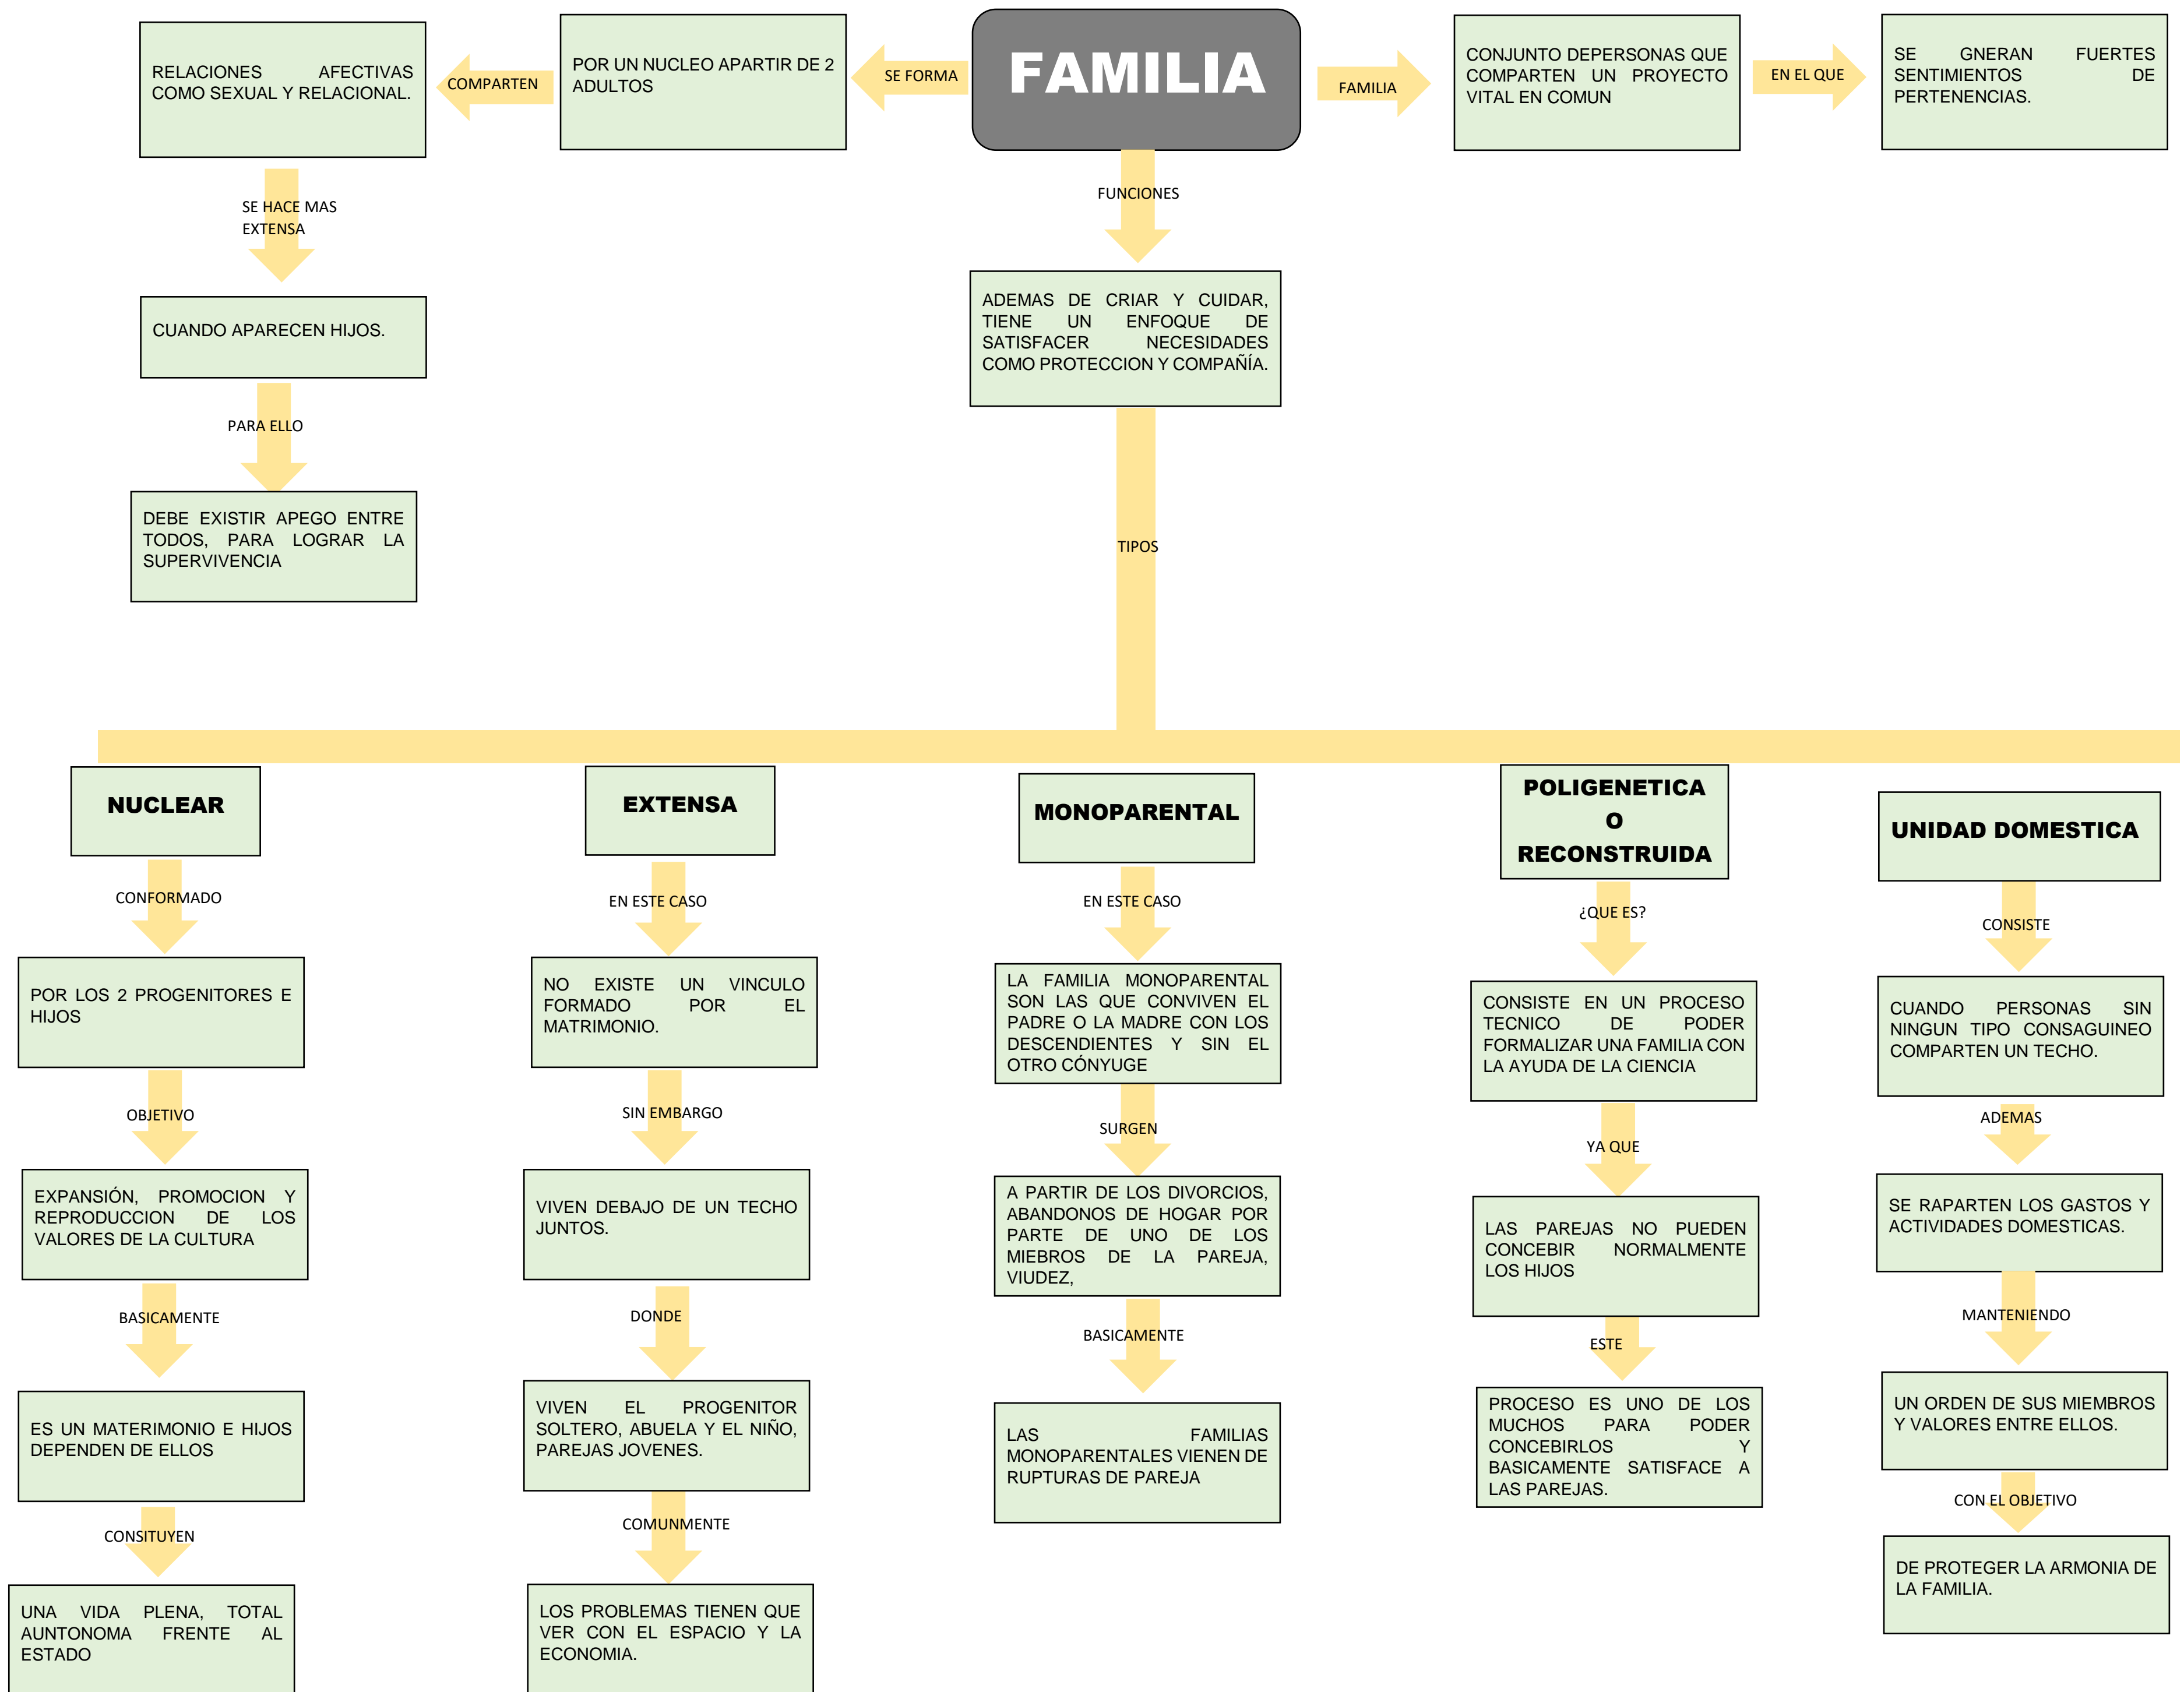 FAMILIA
SE FORMA
POR UN NUCLEO APARTIR DE 2
ADULTOS
COMPARTEN
RELACIONES AFECTIVAS
COMO SEXUAL Y RELACIONAL.
SE HACE MAS
EXTENSA
CUANDO APARECEN HIJOS.
PARA ELLO
DEBE EXISTIR APEGO ENTRE
TODOS, PARA LOGRAR LA
SUPERVIVENCIA
FAMILIA
CONJUNTO DEPERSONAS QUE
COMPARTEN UN PROYECTO
VITAL EN COMUN
EN EL QUE
SE GNERAN FUERTES
SENTIMIENTOS DE
PERTENENCIAS.
FUNCIONES
ADEMAS DE CRIAR Y CUIDAR,
TIENE UN ENFOQUE DE
SATISFACER NECESIDADES
COMO PROTECCION Y COMPAÑÍA.
TIPOS
NUCLEAR
CONFORMADO
POR LOS 2 PROGENITORES E
HIJOS
OBJETIVO
EXPANSIÓN, PROMOCION Y
REPRODUCCION DE LOS
VALORES DE LA CULTURA
BASICAMENTE
ES UN MATERIMONIO E HIJOS
DEPENDEN DE ELLOS
CONSITUYEN
UNA VIDA PLENA, TOTAL
AUNTONOMA FRENTE AL
ESTADO
EXTENSA
EN ESTE CASO
NO EXISTE UN VINCULO
FORMADO POR EL
MATRIMONIO.
SIN EMBARGO
VIVEN DEBAJO DE UN TECHO
JUNTOS.
DONDE
VIVEN EL PROGENITOR
SOLTERO, ABUELA Y EL NIÑO,
PAREJAS JOVENES.
COMUNMENTE
LOS PROBLEMAS TIENEN QUE
VER CON EL ESPACIO Y LA
ECONOMIA.
MONOPARENTAL
EN ESTE CASO
LA FAMILIA MONOPARENTAL
SON LAS QUE CONVIVEN EL
PADRE O LA MADRE CON LOS
DESCENDIENTES Y SIN EL
OTRO CÓNYUGE
SURGEN
A PARTIR DE LOS DIVORCIOS,
ABANDONOS DE HOGAR POR
PARTE DE UNO DE LOS
MIEBROS DE LA PAREJA,
VIUDEZ,
BASICAMENTE
LAS FAMILIAS
MONOPARENTALES VIENEN DE
RUPTURAS DE PAREJA
POLIGENETICA
O
RECONSTRUIDA
¿QUE ES?
CONSISTE EN UN PROCESO
TECNICO DE PODER
FORMALIZAR UNA FAMILIA CON
LA AYUDA DE LA CIENCIA
YA QUE
LAS PAREJAS NO PUEDEN
CONCEBIR NORMALMENTE
LOS HIJOS
ESTE
PROCESO ES UNO DE LOS
MUCHOS PARA PODER
CONCEBIRLOS Y
BASICAMENTE SATISFACE A
LAS PAREJAS.
UNIDAD DOMESTICA
CONSISTE
CUANDO PERSONAS SIN
NINGUN TIPO CONSAGUINEO
COMPARTEN UN TECHO.
ADEMAS
SE RAPARTEN LOS GASTOS Y
ACTIVIDADES DOMESTICAS.
MANTENIENDO
UN ORDEN DE SUS MIEMBROS
Y VALORES ENTRE ELLOS.
CON EL OBJETIVO
DE PROTEGER LA ARMONIA DE
LA FAMILIA.